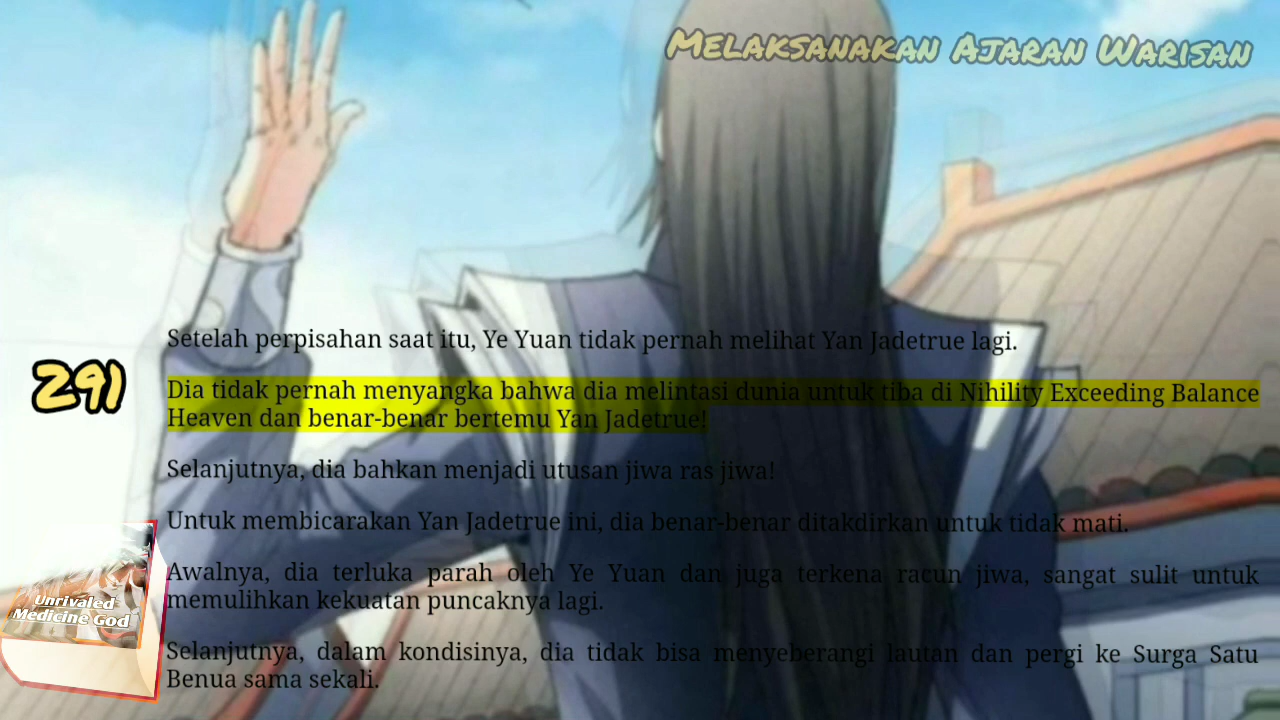 Melaksanakan Ajaran Warisan
Setelah perpisahan saat itu, Ye Yuan tidak pernah melihat Yan Jadetrue lagi.
291
Dia tidak pernah menyangka bahwa dia melintasi dunia untuk tiba di Nihility Exceeding Balance
Heaven dan benar-benar bertemu Yan Jadetrue!
Selanjutnya, dia bahkan menjadi utusan jiwa ras jiwa!
Untuk membicarakan Yan Jadetrue ini, dia benar-benar ditakdirkan untuk tidak mati.
Awalnya, dia terluka parah oleh Ye Yuan dan juga terkena racun jiwa, sangat sulit untuk
memulihkan kekuatan puncaknya lagi.
Unrivaled
Medicine God
Selanjutnya, dalam kondisinya, dia tidak bisa menyeberangi lautan dan pergi ke Surga Satu
Benua sama sekali.